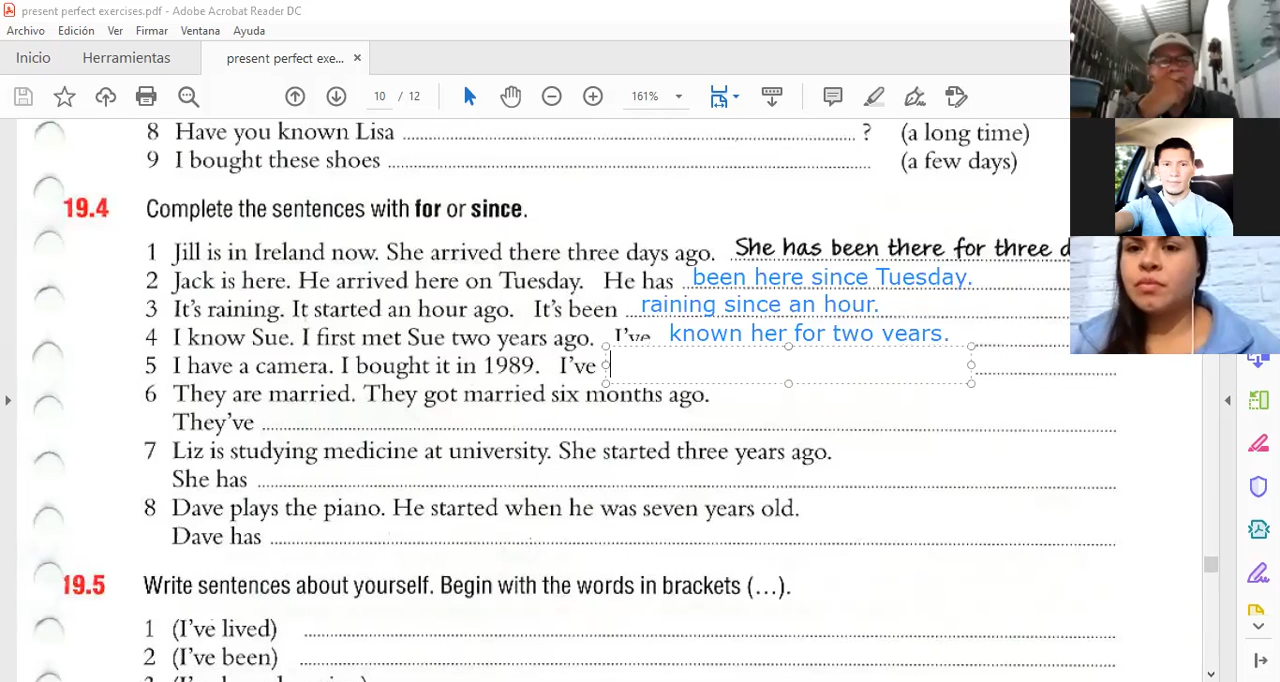 present perfect exercises.pdf - Adobe Acrobat Reader DC
Archivo Edición Ver Firmar Ventana Ayuda
Inicio Herramientas present perfect exe... ×
10 / 12 161%
8 Have you known Lisa ? (a long time)
9 I bought these shoes (a few days)
19.4 Complete the sentences with for or since.
1 Jill is in Ireland now. She arrived there three days ago. She has been there for three d
2 Jack is here. He arrived here on Tuesday. He has been here since Tuesday.
3 It's raining. It started an hour ago. It's been raining since an hour.
4 I know Sue. I first met Sue two years ago. I've known her for two years.
5 I have a camera. I bought it in 1989. I've
6 They are married. They got married six months ago.
They've
7 Liz is studying medicine at university. She started three years ago.
She has
8 Dave plays the piano. He started when he was seven years old.
Dave has
19.5 Write sentences about yourself. Begin with the words in brackets (...).
1 (I've lived)
2 (I've been)